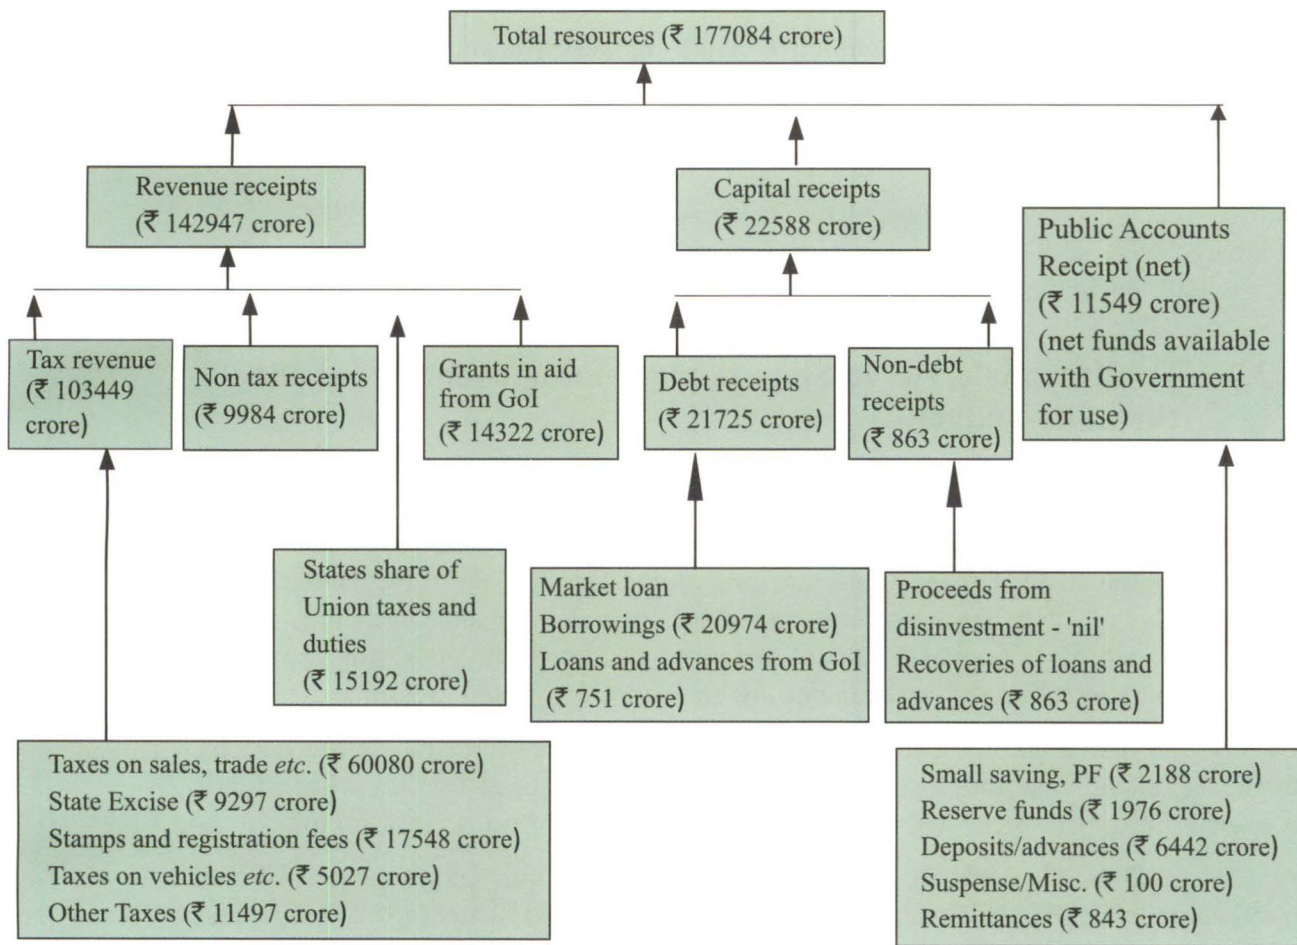 Total resources (₹ 177084 crore)
Revenue receipts
(₹ 142947 crore)
Capital receipts
(₹ 22588 crore)
Public Accounts
Receipt (net)
(₹ 11549 crore)
(net funds available
with Government
for use)
Tax revenue
(₹ 103449
crore)
Non tax receipts
(₹ 9984 crore)
Grants in aid
from GoI
(₹ 14322 crore)
Debt receipts
(₹ 21725 crore)
Non-debt
receipts
(₹ 863 crore)
States share of
Union taxes and
duties
(₹ 15192 crore)
Market loan
Borrowings (₹ 20974 crore)
Loans and advances from GoI
(₹ 751 crore)
Proceeds from
disinvestment - 'nil'
Recoveries of loans and
advances (₹ 863 crore)
Taxes on sales, trade etc. (₹ 60080 crore)
State Excise (₹ 9297 crore)
Stamps and registration fees (₹ 17548 crore)
Taxes on vehicles etc. (₹ 5027 crore)
Other Taxes (₹ 11497 crore)
Small saving, PF (₹ 2188 crore)
Reserve funds (₹ 1976 crore)
Deposits/advances (₹ 6442 crore)
Suspense/Misc. (₹ 100 crore)
Remittances (₹ 843 crore)